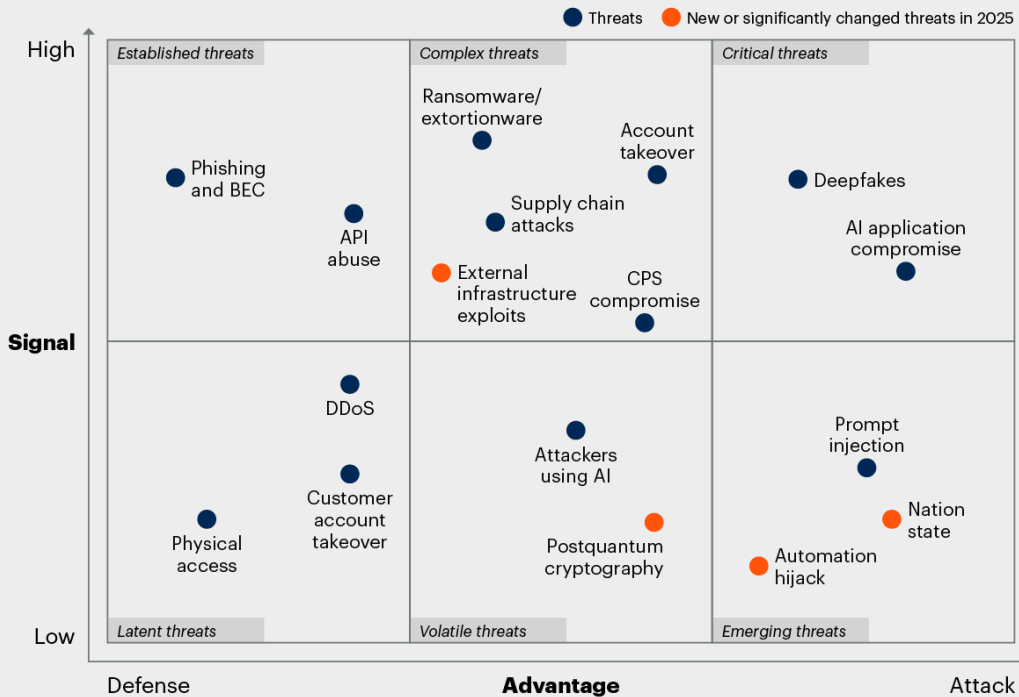 Threats
New or significantly changed threats in 2025
High
Established threats
Complex threats
Critical threats
Ransomware/
extortionware
Account
takeover
Phishing
and BEC
Deepfakes
Supply chain
attacks
API
abuse
AI application
compromise
External
infrastructure
exploits
CPS
compromise
Signal
DDoS
Prompt
injection
Attackers
using AI
Customer
account
takeover
Nation
state
Physical
access
Postquantum
cryptography
Automation
hijack
Low
Latent threats
Volatile threats
Emerging threats
Defense
Advantage
Attack